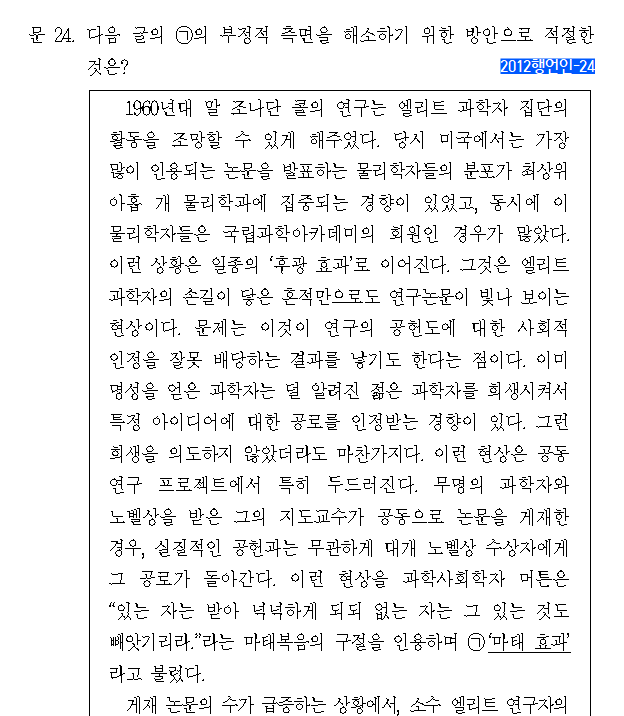 문 24. 다음 글의 ㉠의 부정적 측면을 해소하기 위한 방안으로 적절한
것은?
2012행언인-24
1960년대 말 조나단 콜의 연구는 엘리트 과학자 집단의
활동을 조망할 수 있게 해주었다. 당시 미국에서는 가장
많이 인용되는 논문을 발표하는 물리학자들의 분포가 최상위
아홉 개 물리학과에 집중되는 경향이 있었고, 동시에 이
물리학자들은 국립과학아카데미의 회원인 경우가 많았다.
이런 상황은 일종의 ‘후광 효과’로 이어진다. 그것은 엘리트
과학자의 손길이 닿은 흔적만으로도 연구논문이 빛나 보이는
현상이다. 문제는 이것이 연구의 공헌도에 대한 사회적
인정을 잘못 배당하는 결과를 낳기도 한다는 점이다. 이미
명성을 얻은 과학자는 덜 알려진 젊은 과학자를 희생시켜서
특정 아이디어에 대한 공로를 인정받는 경향이 있다. 그런
희생을 의도하지 않았더라도 마찬가지다. 이런 현상은 공동
연구 프로젝트에서 특히 두드러진다. 무명의 과학자와
노벨상을 받은 그의 지도교수가 공동으로 논문을 게재한
경우, 실질적인 공헌과는 무관하게 대개 노벨상 수상자에게
그 공로가 돌아간다. 이런 현상을 과학사회학자 머튼은
“있는 자는 받아 넉넉하게 되되 없는 자는 그 있는 것도
빼앗기리라.”라는 마태복음의 구절을 인용하며 ㉠‘마태 효과’
라고 불렀다.
게재 논문의 수가 급증하는 상황에서, 소수 엘리트 연구자의